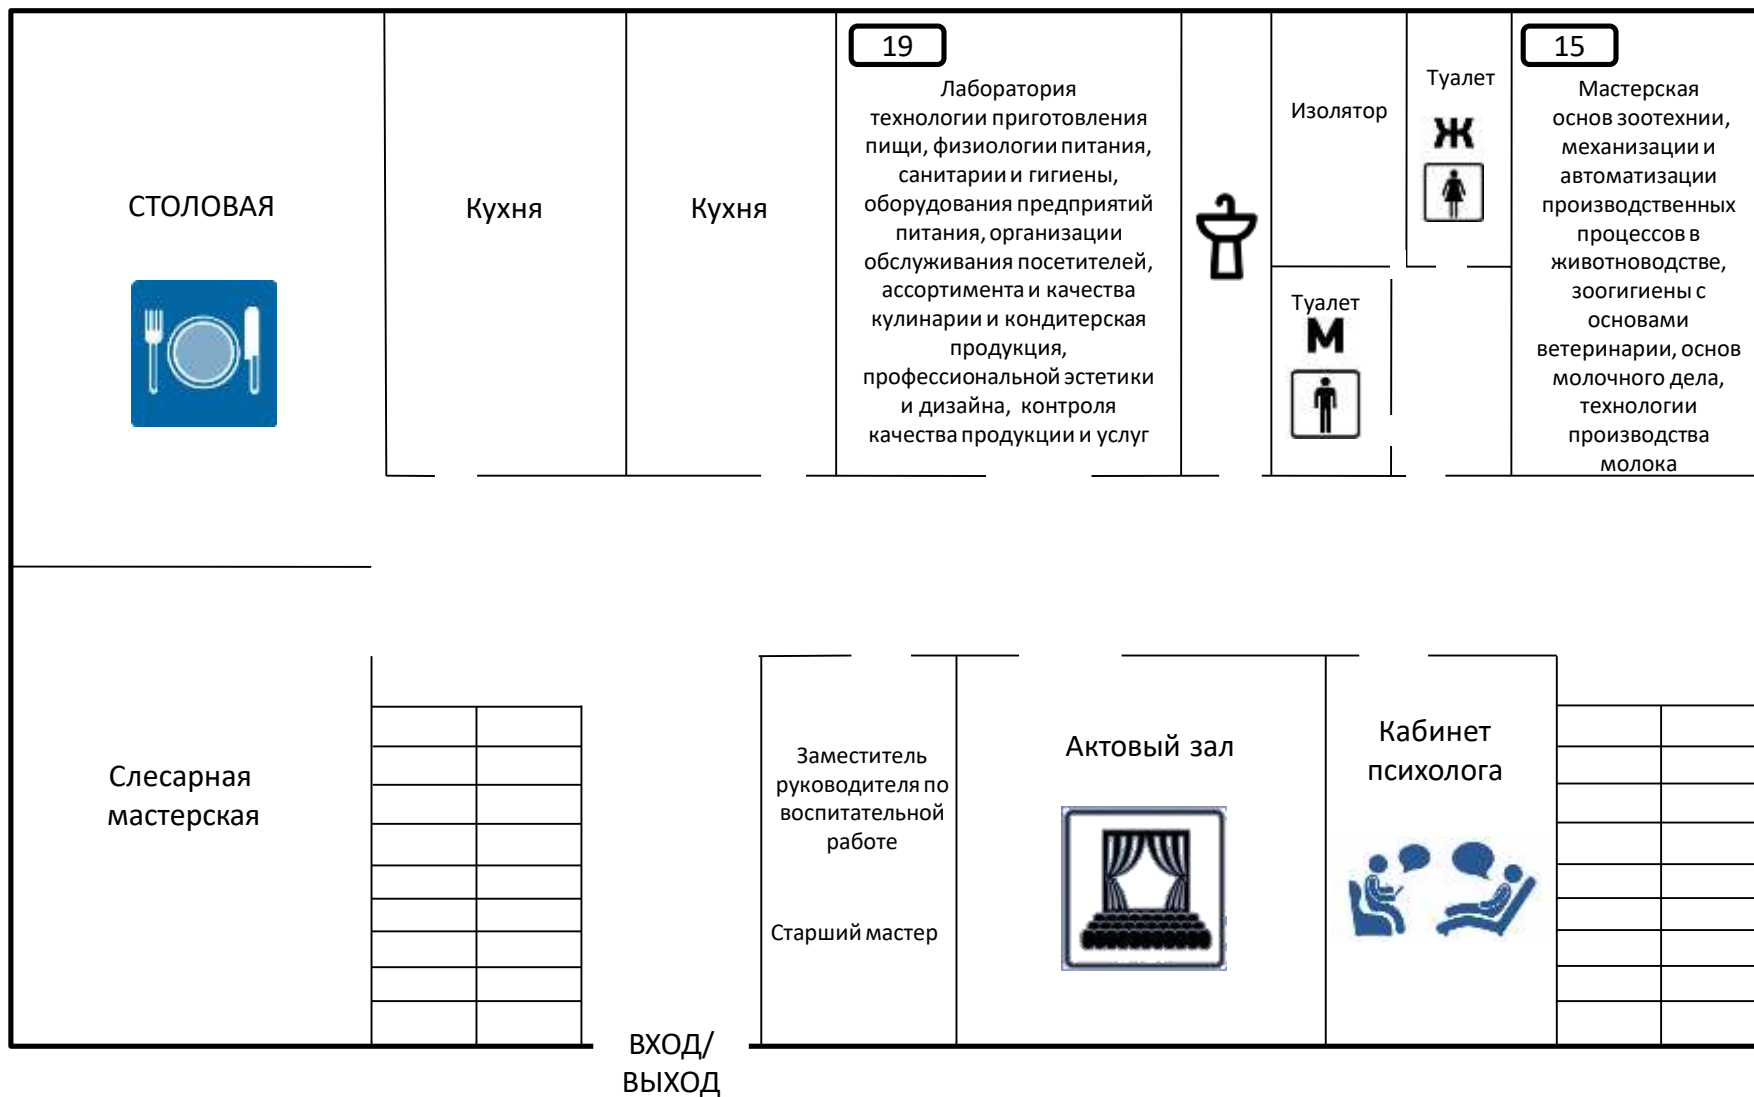 СТОЛОВАЯ
Кухня
Кухня
19
Лаборатория
технологии приготовления
пищи, физиологии питания,
санитарии и гигиены,
оборудования предприятий
питания, организации
обслуживания посетителей,
ассортимента и качества
кулинарии и кондитерская
продукция,
профессиональной эстетики
и дизайна, контроля
качества продукции и услуг
Изолятор
Туалет
М
Туалет
Ж
15
Мастерская
основ зоотехнии,
механизации и
автоматизации
производственных
процессов в
животноводстве,
зоогигиены с
основами
ветеринарии, основ
молочного дела,
технологии
производства
молока
Слесарная
мастерская
ВХОД/
ВЫХОД
Заместитель
руководителя по
воспитательной
работе
Старший мастер
Актовый зал
Кабинет
психолога